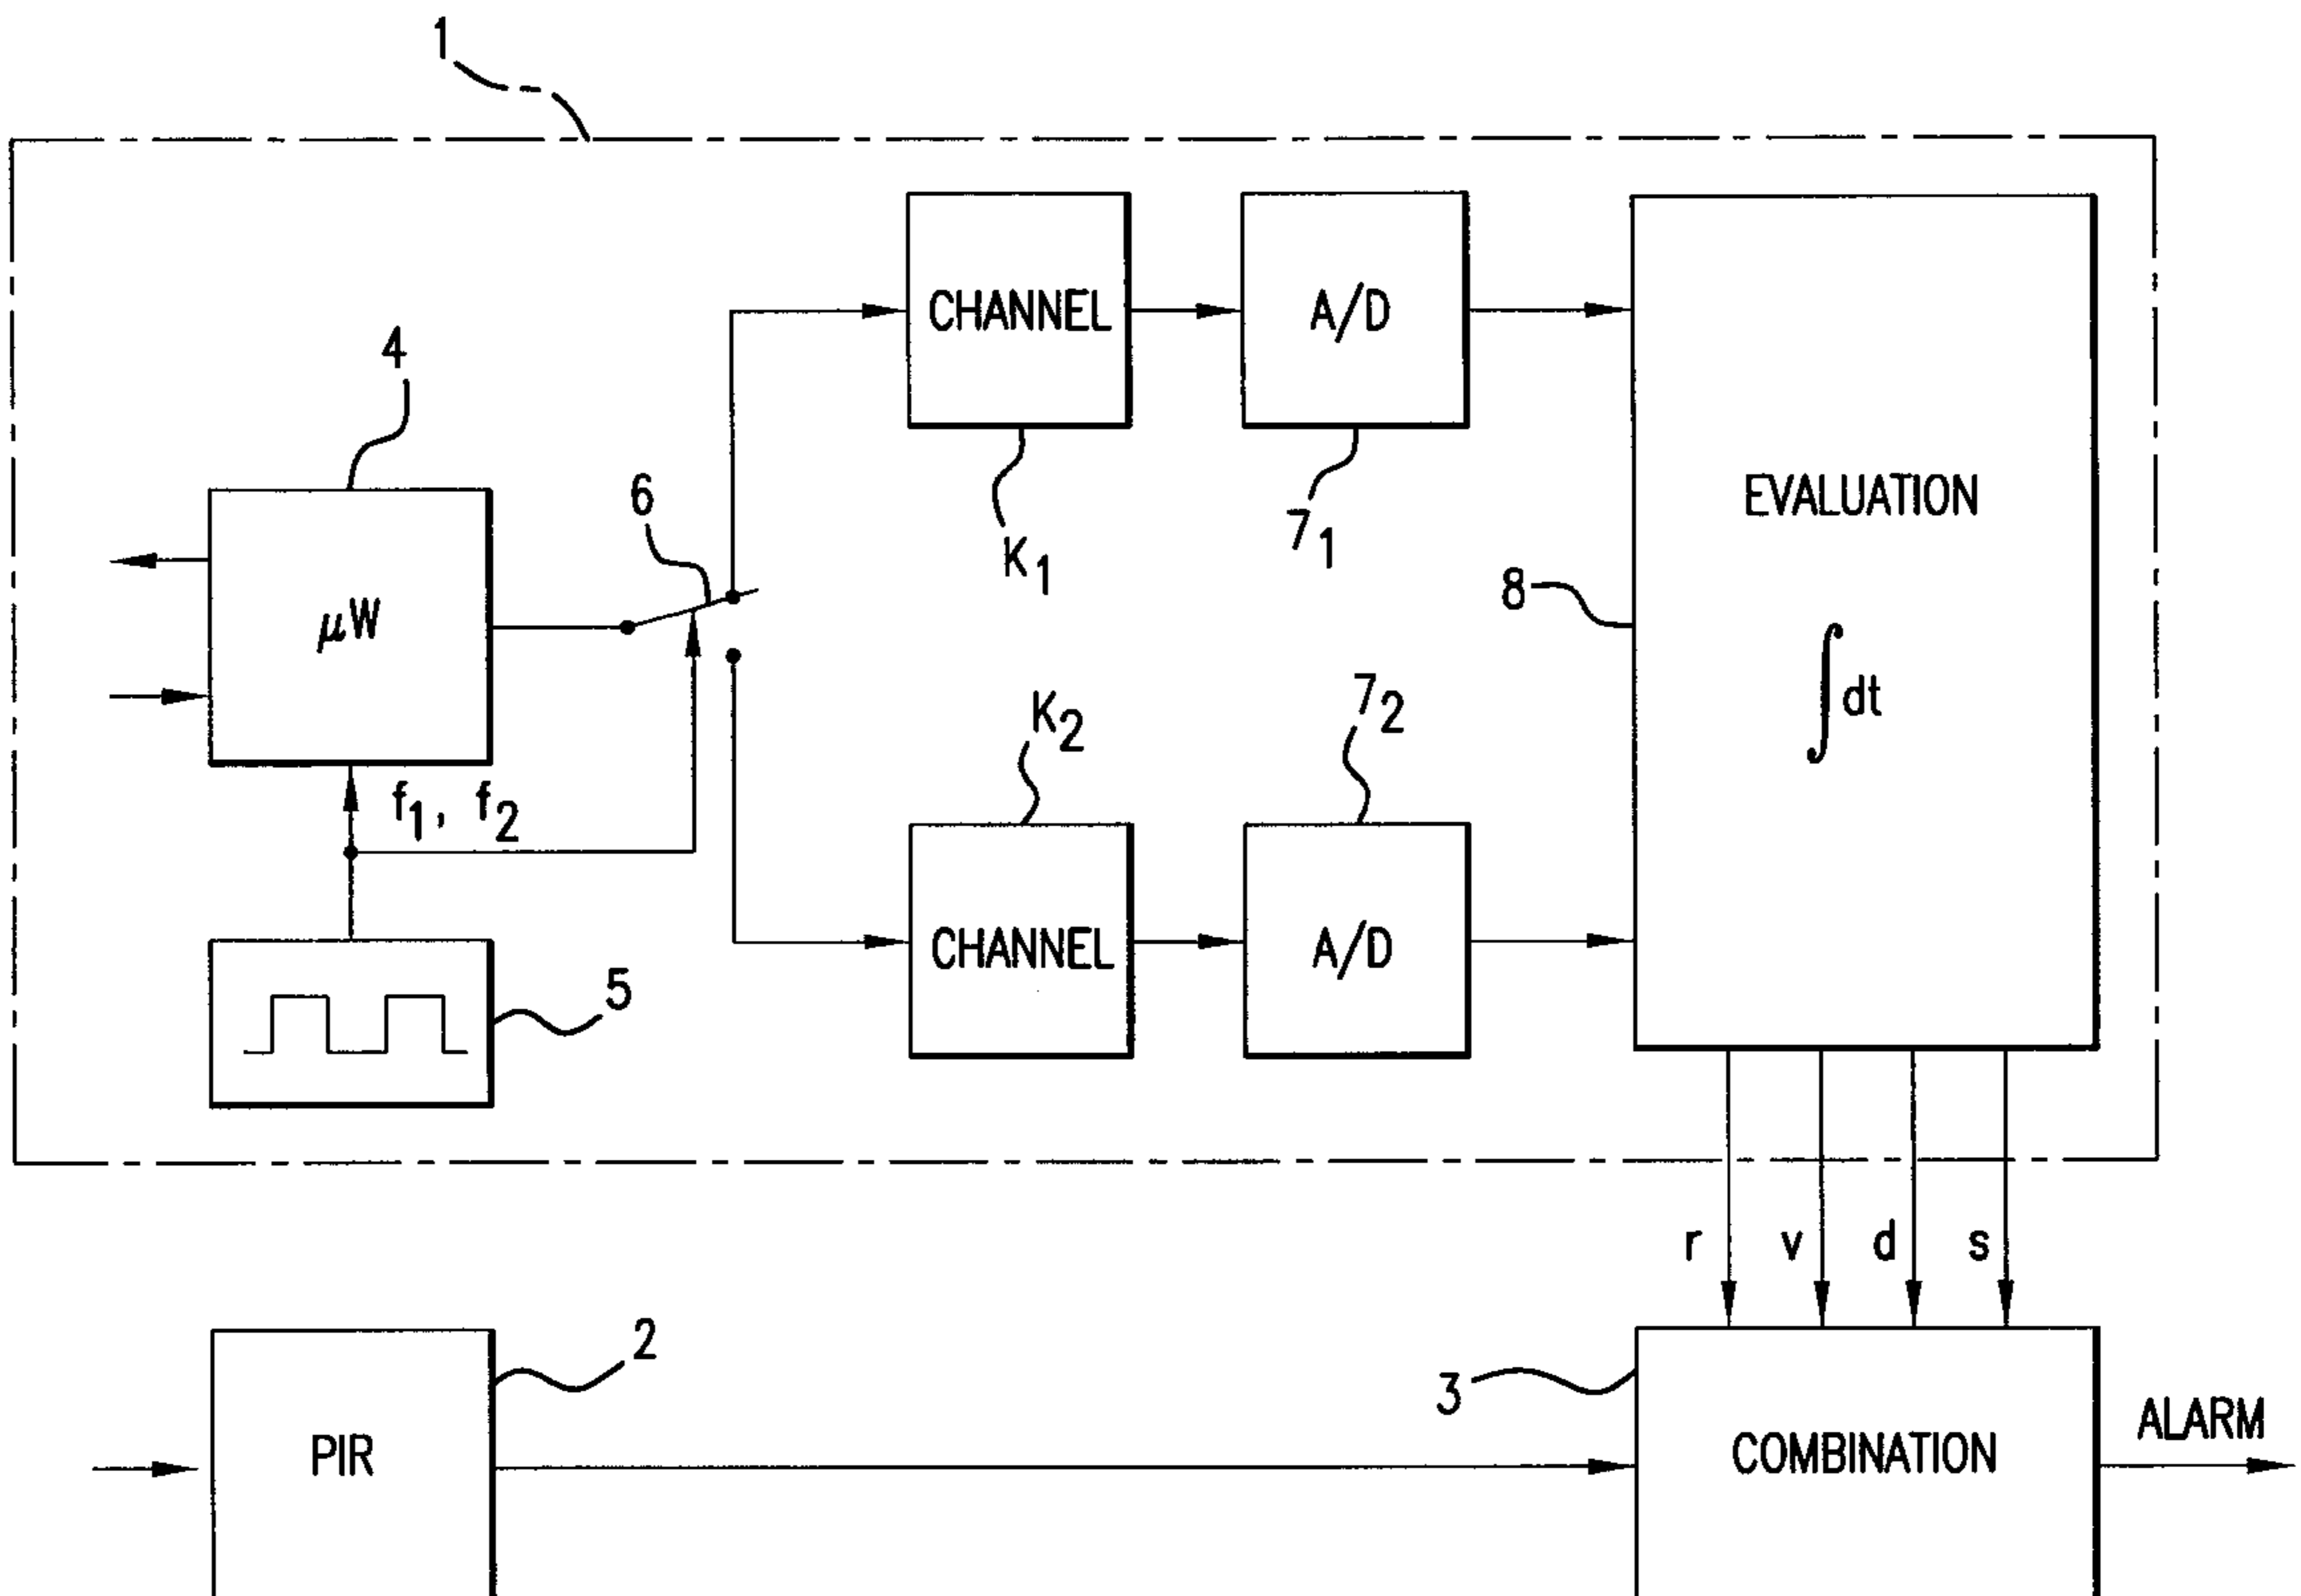 1
CHANNEL
A/D
4
6
EVALUATION
K1
71
8
μW
∫dt
K2
72
f1, f2
CHANNEL
A/D
5
r v d s
2
3
ALARM
PIR
COMBINATION